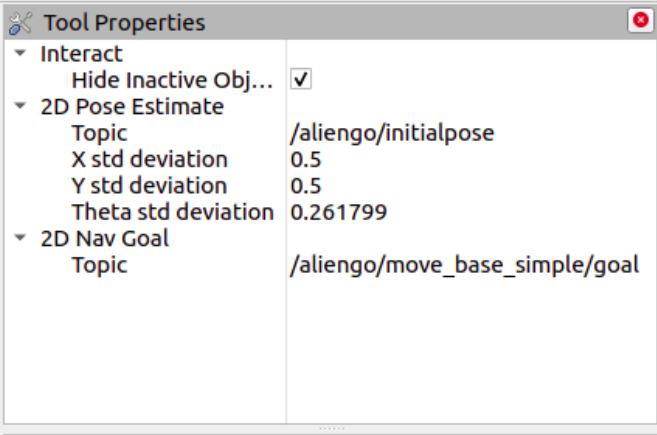 Tool Properties
Interact
Hide Inactive Obj...
2D Pose Estimate
Topic /aliengo/initialpose
X std deviation 0.5
Y std deviation 0.5
Theta std deviation 0.261799
2D Nav Goal
Topic /aliengo/move_base_simple/goal